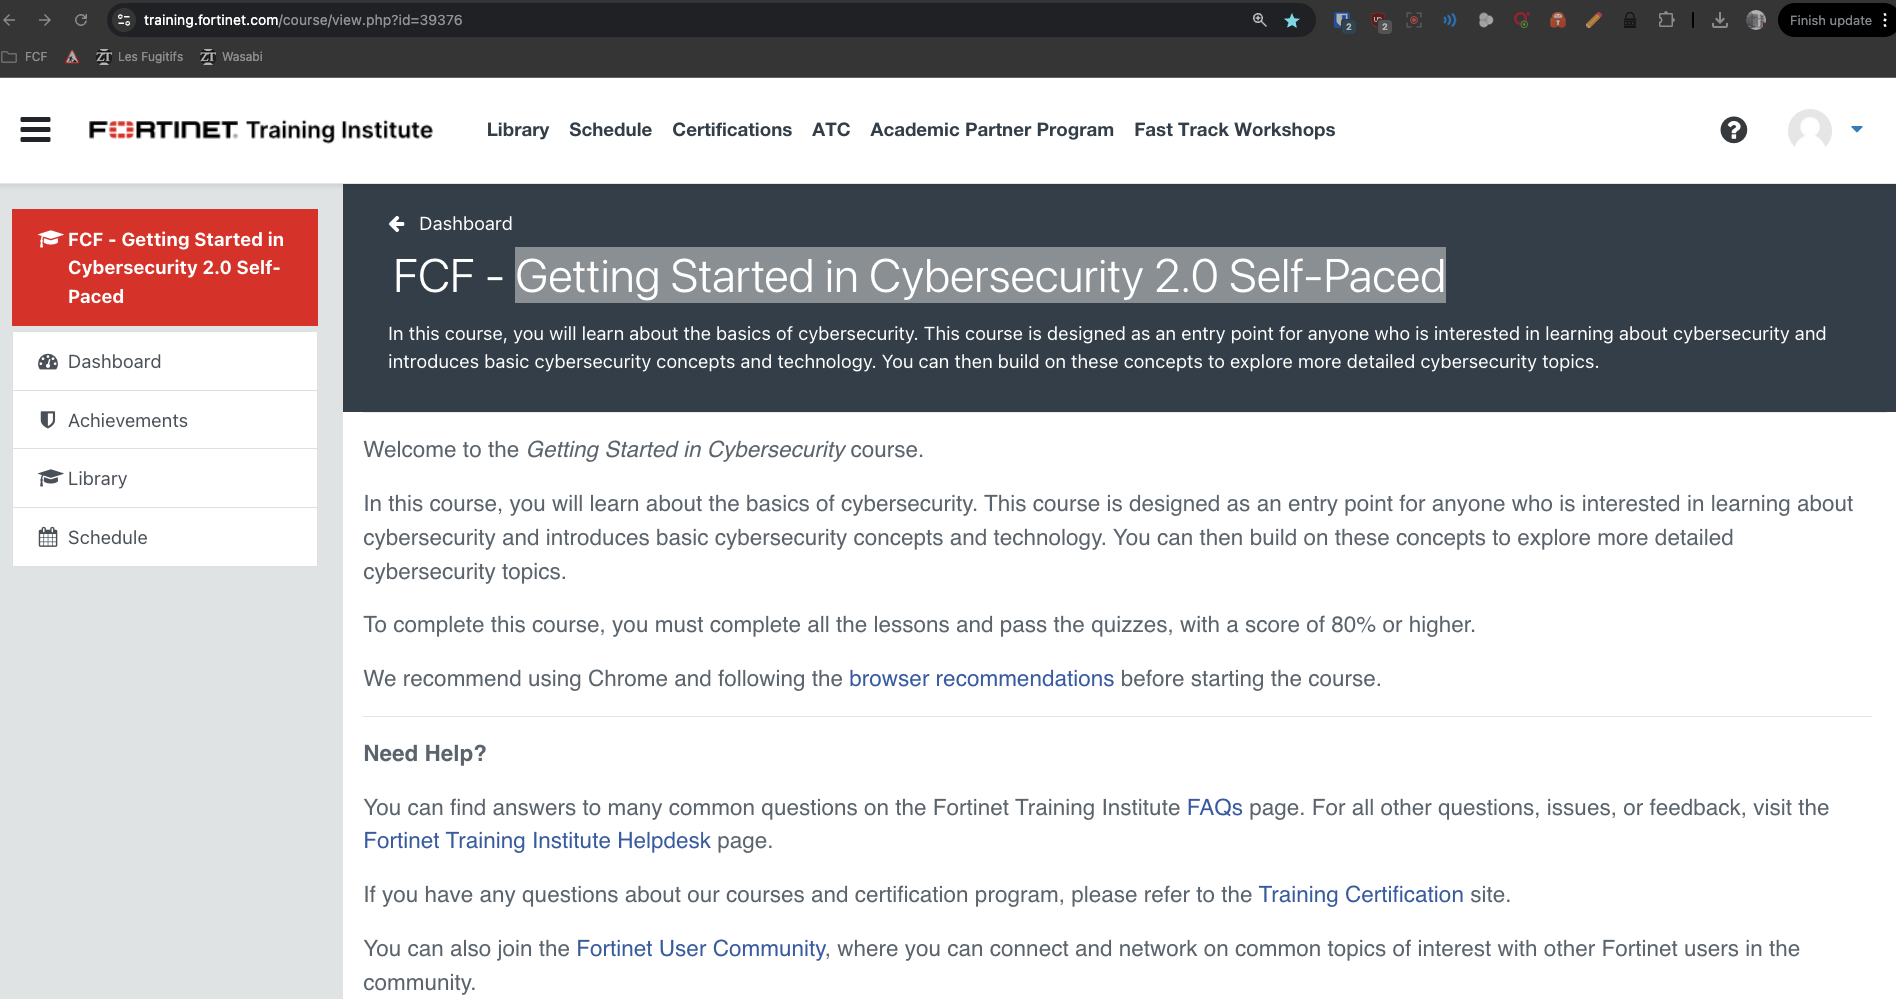 training.fortinet.com/course/view.php?id=39376
2
2
Finish update
FCF
Les Fugitifs
Wasabi
FORTINET Training Institute
Library
Schedule
Certifications
ATC
Academic Partner Program
Fast Track Workshops
FCF - Getting Started in
Cybersecurity 2.0 Self-
Paced
Dashboard
Achievements
Library
Schedule
Dashboard
FCF - Getting Started in Cybersecurity 2.0 Self-Paced
In this course, you will learn about the basics of cybersecurity. This course is designed as an entry point for anyone who is interested in learning about cybersecurity and
introduces basic cybersecurity concepts and technology. You can then build on these concepts to explore more detailed cybersecurity topics.
Welcome to the Getting Started in Cybersecurity course.
In this course, you will learn about the basics of cybersecurity. This course is designed as an entry point for anyone who is interested in learning about
cybersecurity and introduces basic cybersecurity concepts and technology. You can then build on these concepts to explore more detailed
cybersecurity topics.
To complete this course, you must complete all the lessons and pass the quizzes, with a score of 80% or higher.
We recommend using Chrome and following the browser recommendations before starting the course.
Need Help?
You can find answers to many common questions on the Fortinet Training Institute FAQs page. For all other questions, issues, or feedback, visit the
Fortinet Training Institute Helpdesk page.
If you have any questions about our courses and certification program, please refer to the Training Certification site.
You can also join the Fortinet User Community, where you can connect and network on common topics of interest with other Fortinet users in the
community.